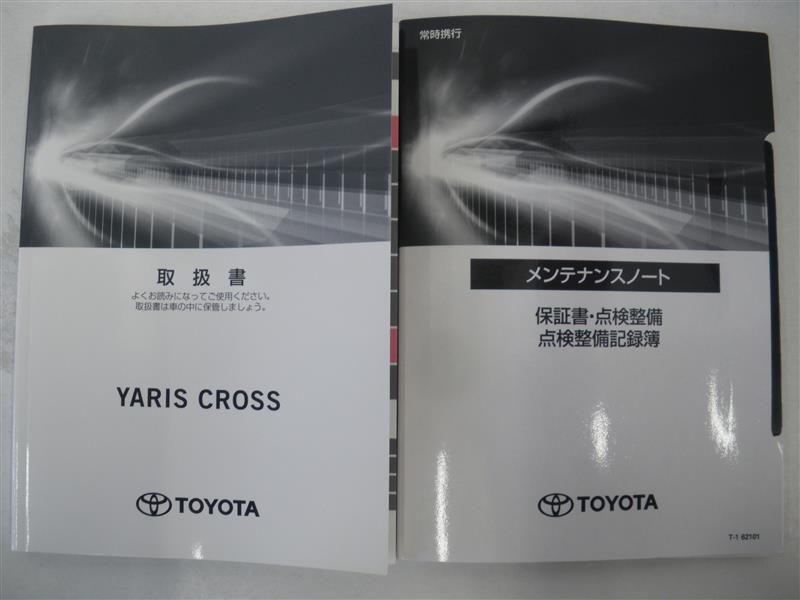 取扱書
よくお読みになってご使用ください。
取扱書は車の中に保管しましょう。
YARIS CROSS
TOYOTA
常時携行
メンテナンスノート
保証書・点検整備
点検整備記録簿
TOYOTA
T-1 62101